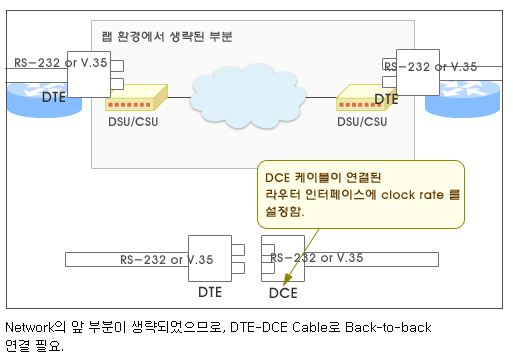 랩 환경에서 생략된 부분
RS-232 or V.35
RS-232 or V.35
DTE
DTE
DSU/CSU
DSU/CSU
DCE 케이블이 연결된
라우터 인터페이스에 clock rate 를
설정함.
RS-232 or V.35
RS-232 or V.35
DTE
DCE
Network의 앞 부분이 생략되었으므로, DTE-DCE Cable로 Back-to-back
연결 필요.